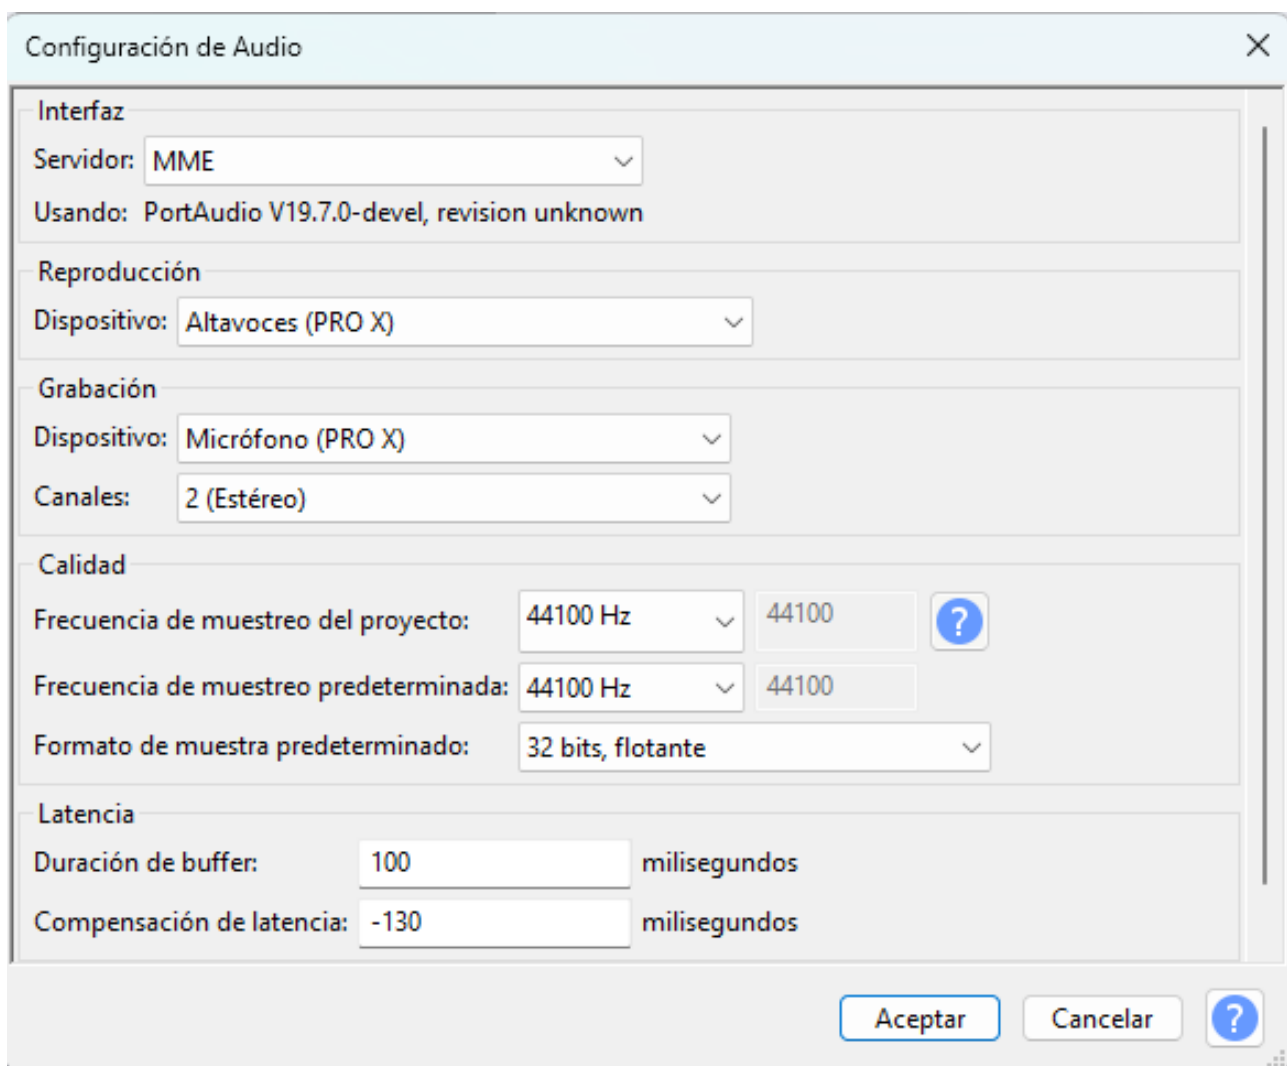 Configuración de Audio
Interfaz
Servidor: MME
Usando: PortAudio V19.7.0-devel, revision unknown
Reproducción
Dispositivo: Altavoces (PRO X)
Grabación
Dispositivo: Micrófono (PRO X)
Canales: 2 (Estéreo)
Calidad
Frecuencia de muestreo del proyecto: 44100 Hz 44100 ?
Frecuencia de muestreo predeterminada: 44100 Hz 44100
Formato de muestra predeterminado: 32 bits, flotante
Latencia
Duración de buffer: 100 milisegundos
Compensación de latencia: -130 milisegundos
Aceptar Cancelar ?